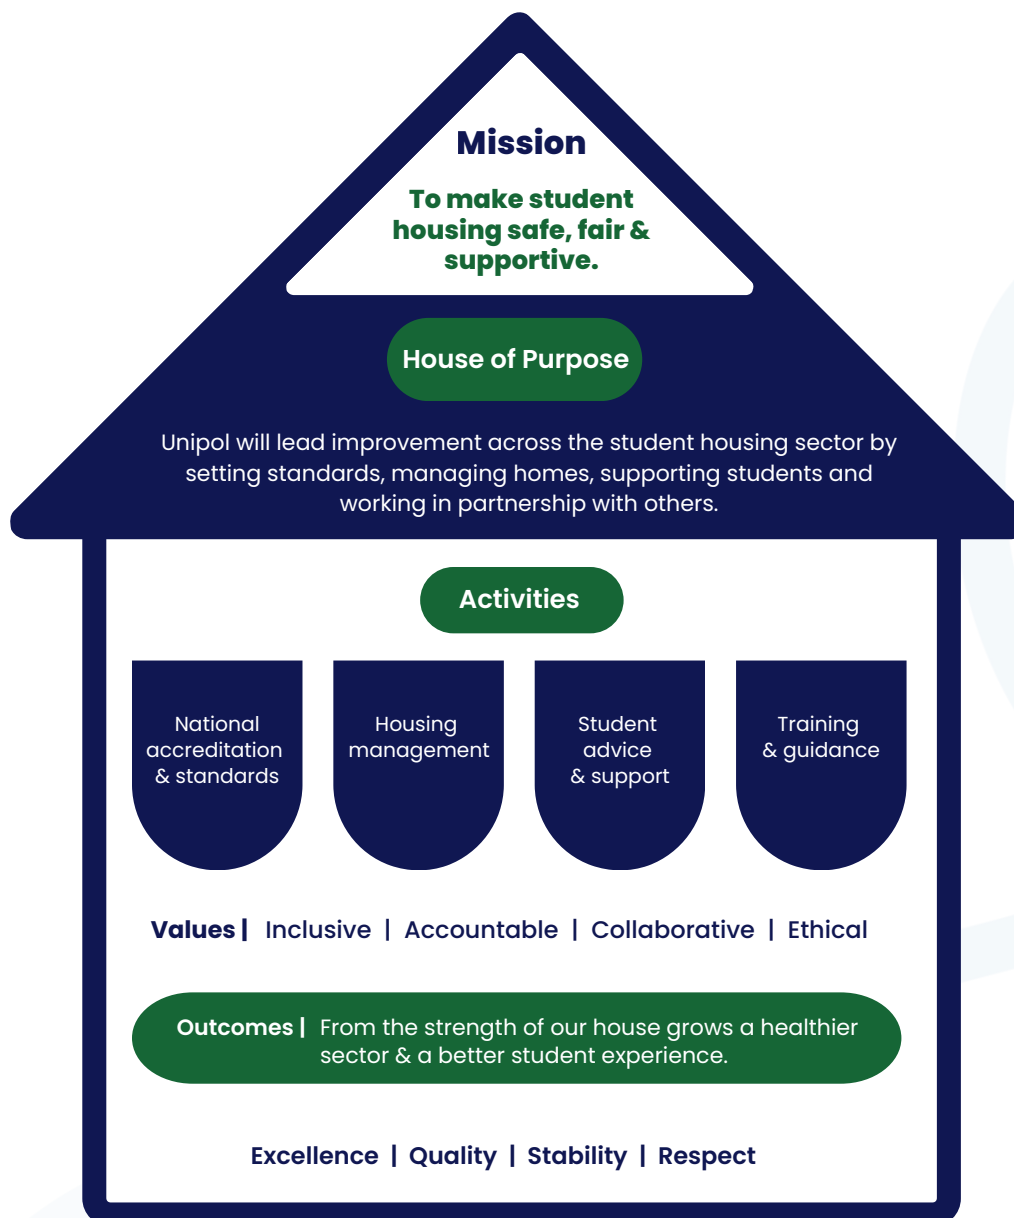 Mission
To make student
housing safe, fair &
supportive.
House of Purpose
Unipol will lead improvement across the student housing sector by
setting standards, managing homes, supporting students and
working in partnership with others.
Activities
National
accreditation
& standards
Housing
management
Student
advice
& support
Training
& guidance
Values | Inclusive | Accountable | Collaborative | Ethical
Outcomes | From the strength of our house grows a healthier
sector & a better student experience.
Excellence | Quality | Stability | Respect